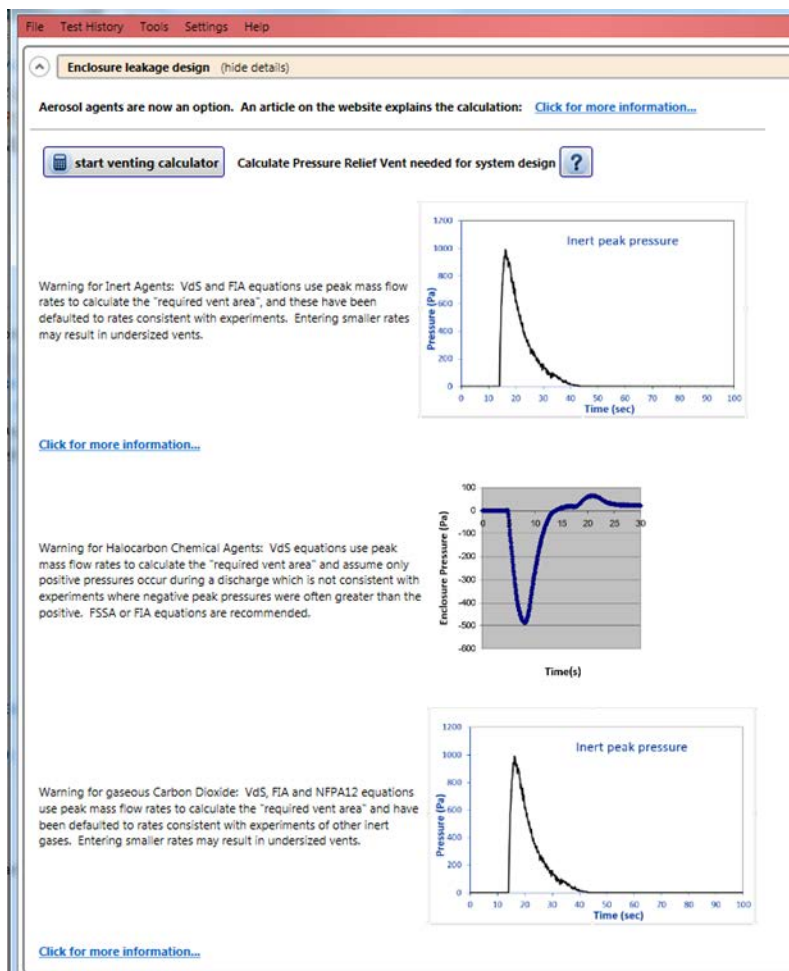 File Test History Tools Settings Help
Enclosure leakage design (hide details)
Aerosol agents are now an option. An article on the website explains the calculation: Click for more information...
start venting calculator Calculate Pressure Relief Vent needed for system design ?
Warning for Inert Agents: VdS and FIA equations use peak mass flow
rates to calculate the "required vent area", and these have been
defaulted to rates consistent with experiments. Entering smaller rates
may result in undersized vents.
Inert peak pressure
Pressure (Pa)
1200
1000
800
600
400
200
0
0 10 20 30 40 50 60 70 80 90 100
Time (sec)
Click for more information...
Warning for Halocarbon Chemical Agents: VdS equations use peak
mass flow rates to calculate the "required vent area" and assume only
positive pressures occur during a discharge which is not consistent with
experiments where negative peak pressures were often greater than the
positive. FSSA or FIA equations are recommended.
Enclosure Pressure (Pa)
100
0
-100
-200
-300
-400
-500
-600
0 5 10 15 20 25 30
Time(s)
Warning for gaseous Carbon Dioxide: VdS, FIA and NFPA12 equations
use peak mass flow rates to calculate the "required vent area" and have
been defaulted to rates consistent with experiments of other inert
gases. Entering smaller rates may result in undersized vents.
Inert peak pressure
Pressure (Pa)
1200
1000
800
600
400
200
0
0 10 20 30 40 50 60 70 80 90 100
Time (sec)
Click for more information...